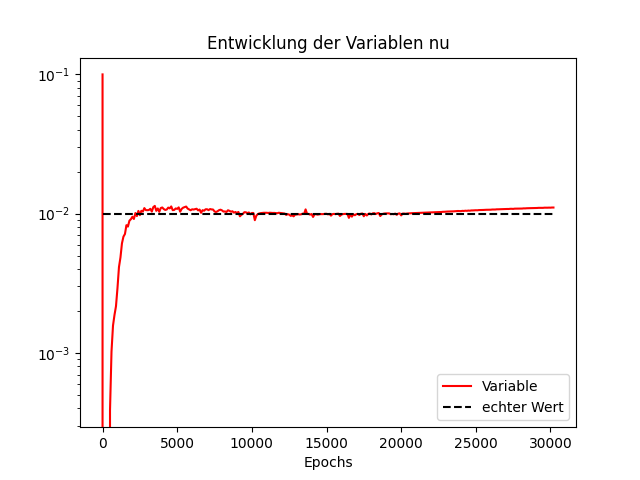 Entwicklung der Variablen nu
10⁻¹
10⁻²
10⁻³
Variable
echter Wert
0 5000 10000 15000 20000 25000 30000
Epochs